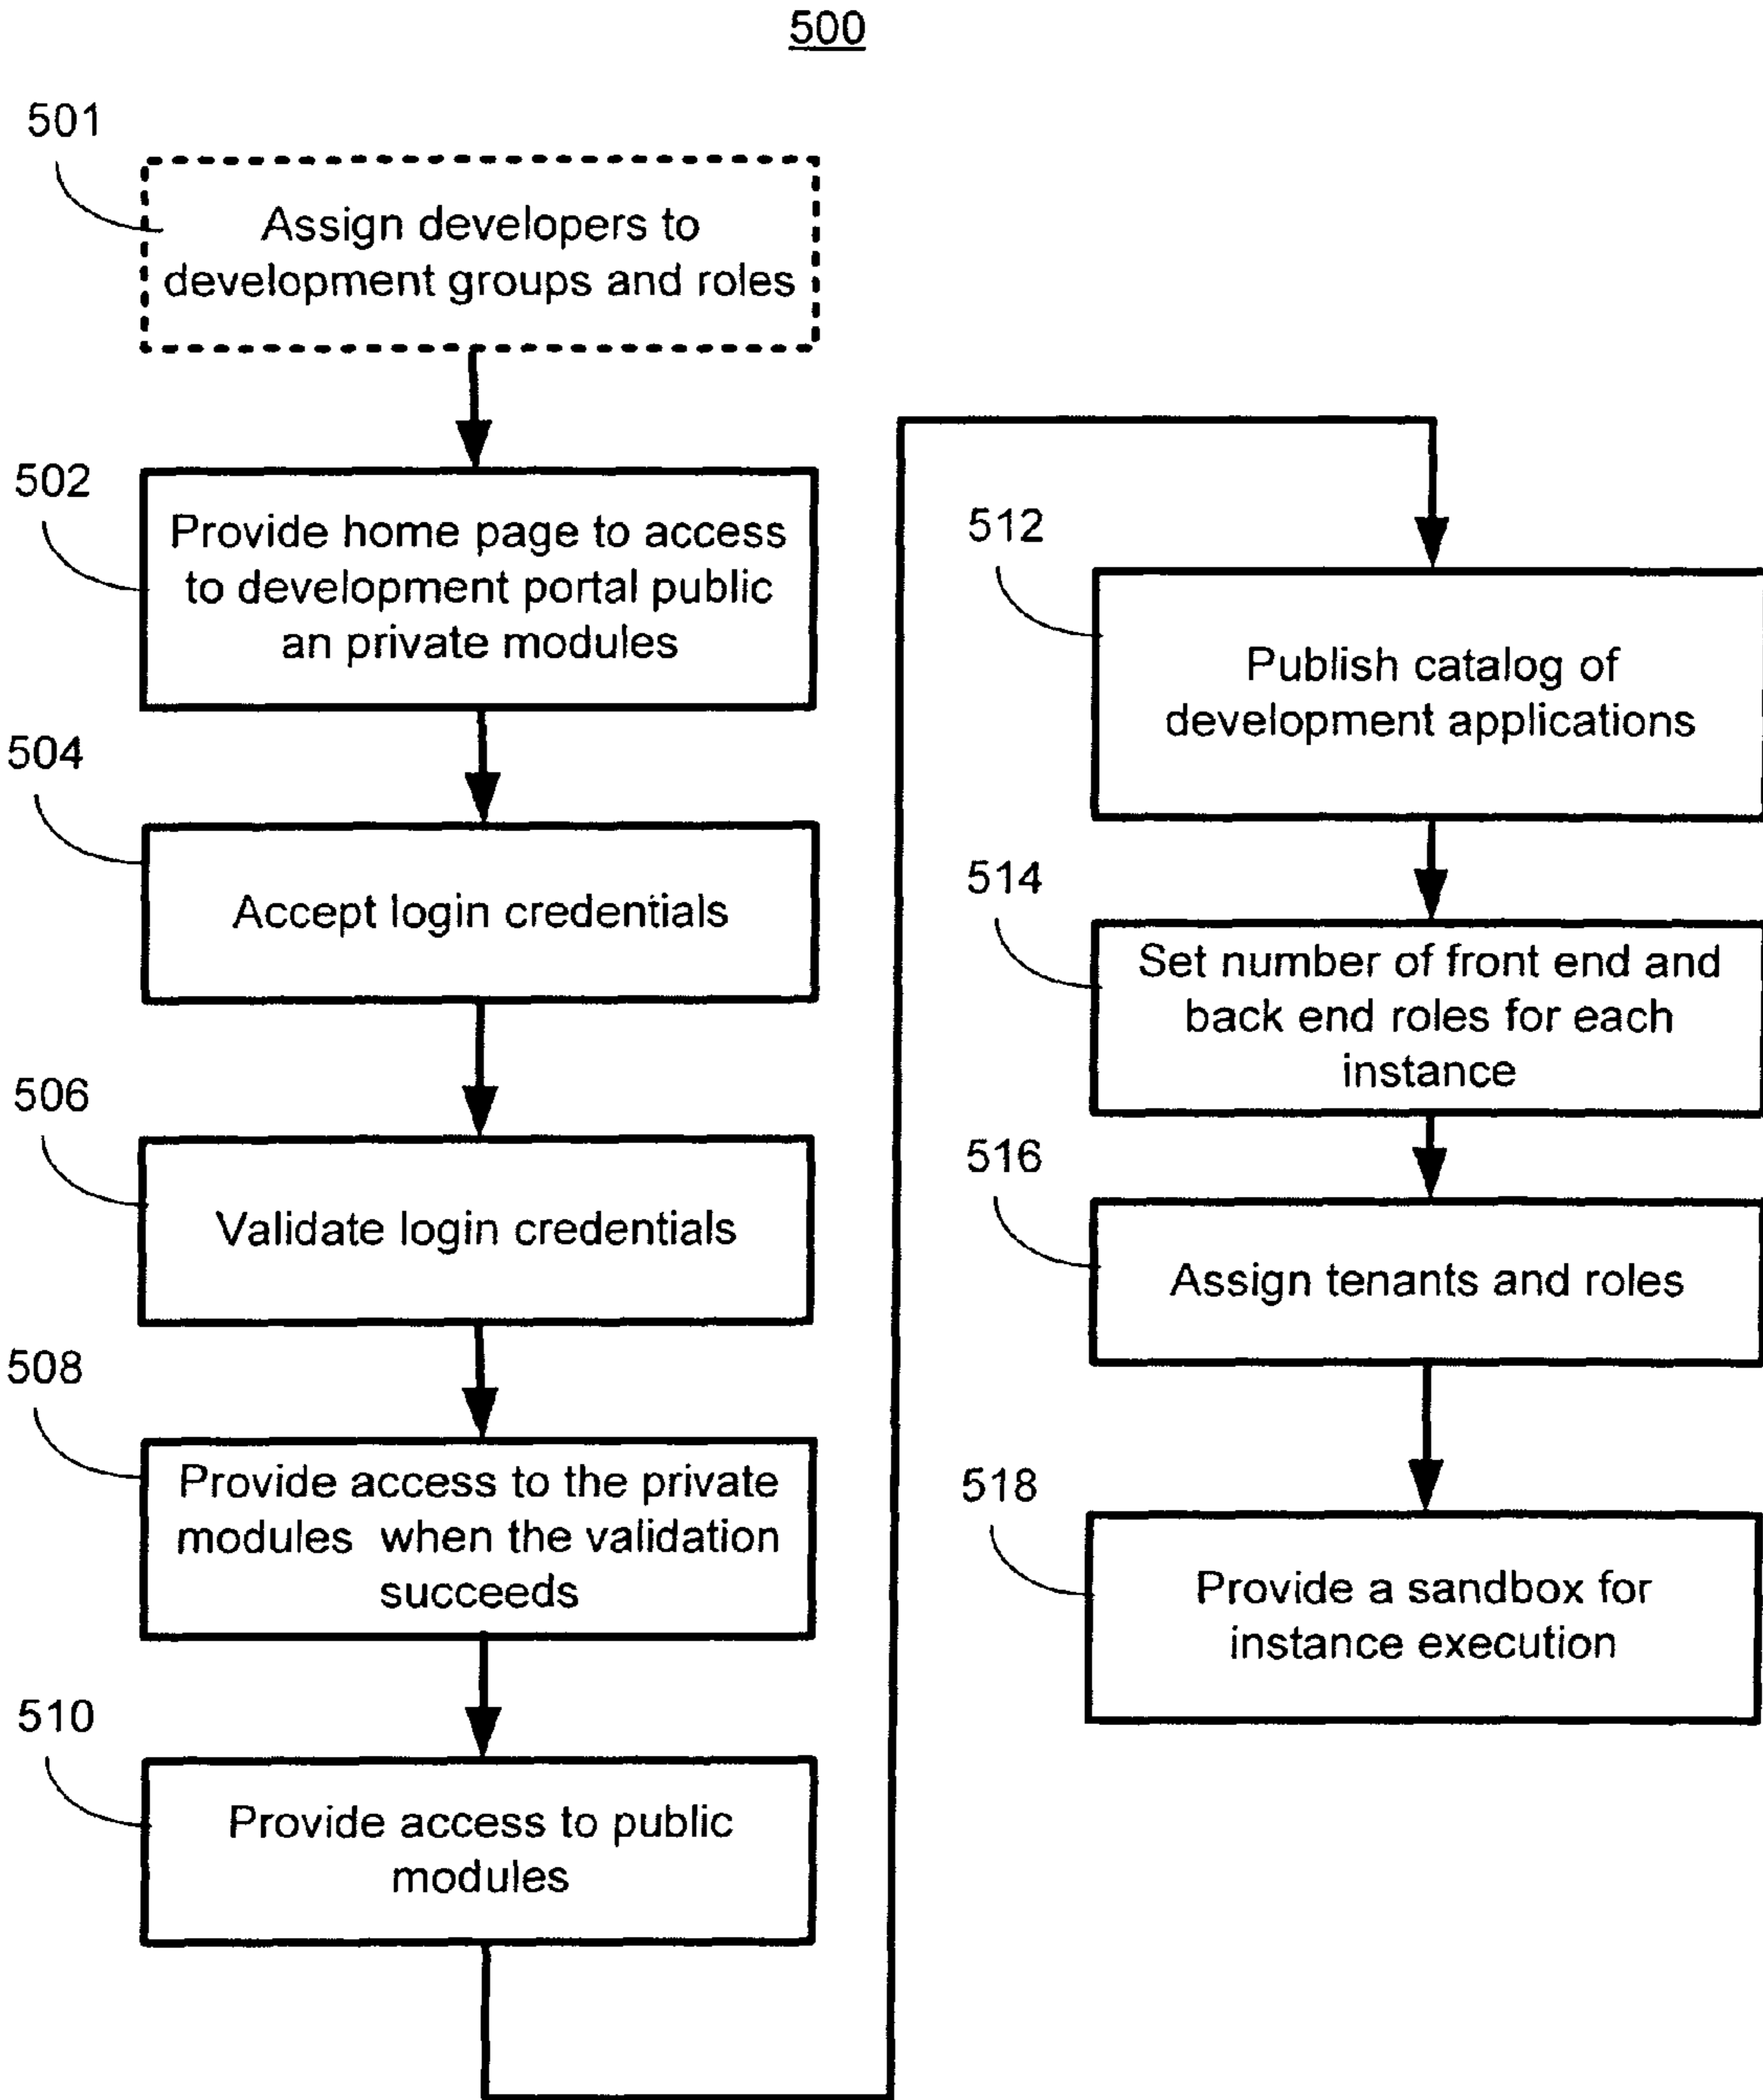 500
501
Assign developers to
development groups and roles
502
Provide home page to access
to development portal public
an private modules
504
Accept login credentials
506
Validate login credentials
508
Provide access to the private
modules when the validation
succeeds
510
Provide access to public
modules
512
Publish catalog of
development applications
514
Set number of front end and
back end roles for each
instance
516
Assign tenants and roles
518
Provide a sandbox for
instance execution